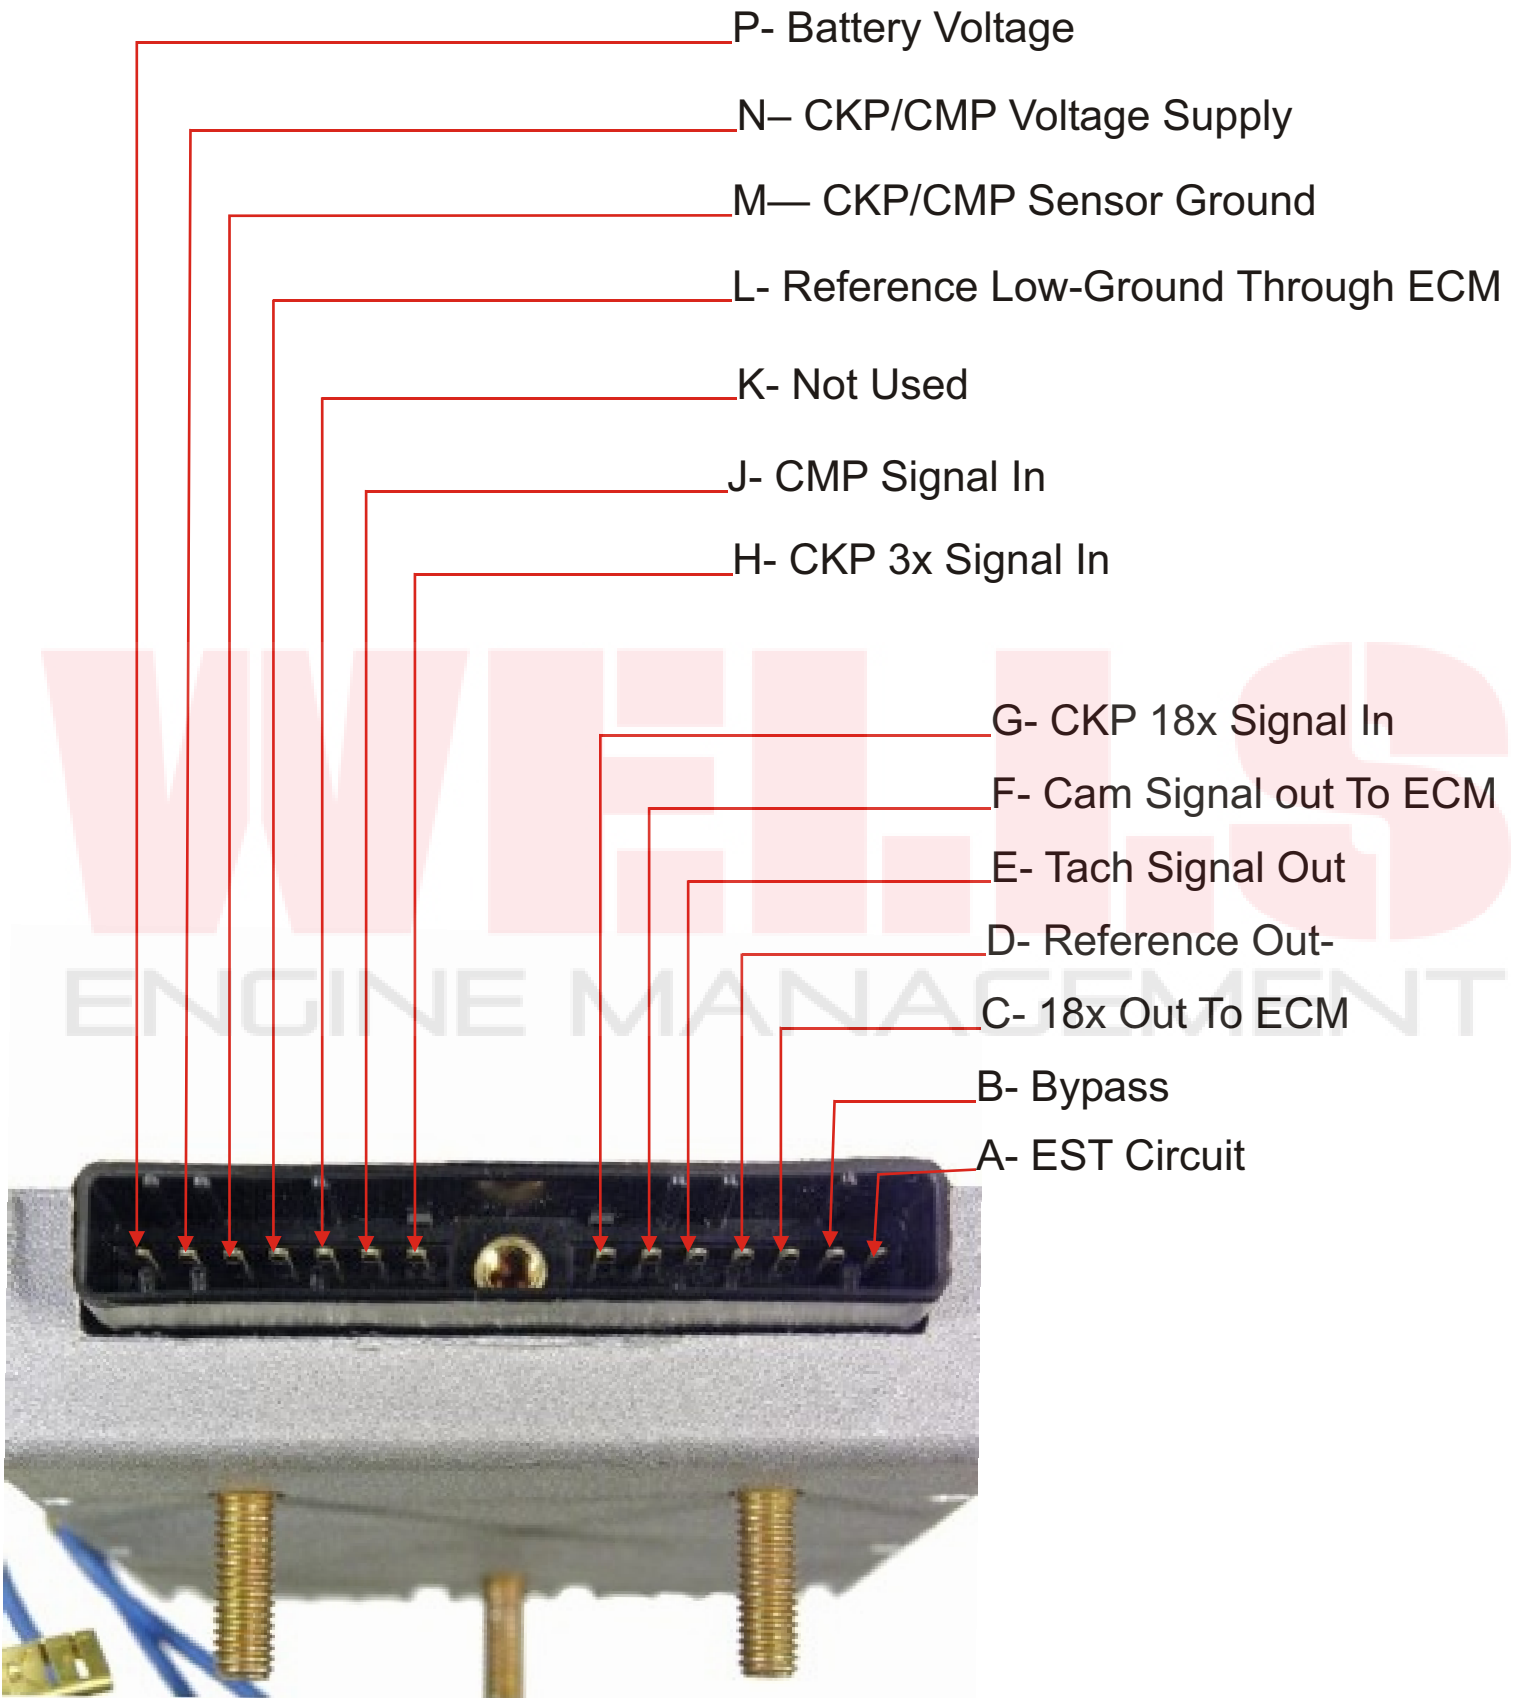 P- Battery Voltage
N– CKP/CMP Voltage Supply
M— CKP/CMP Sensor Ground
L- Reference Low-Ground Through ECM
K- Not Used
J- CMP Signal In
H- CKP 3x Signal In
WELLS
G- CKP 18x Signal In
F- Cam Signal out To ECM
E- Tach Signal Out
D- Reference Out-
ENGINE MANAGEMENT
C- 18x Out To ECM
B- Bypass
A- EST Circuit